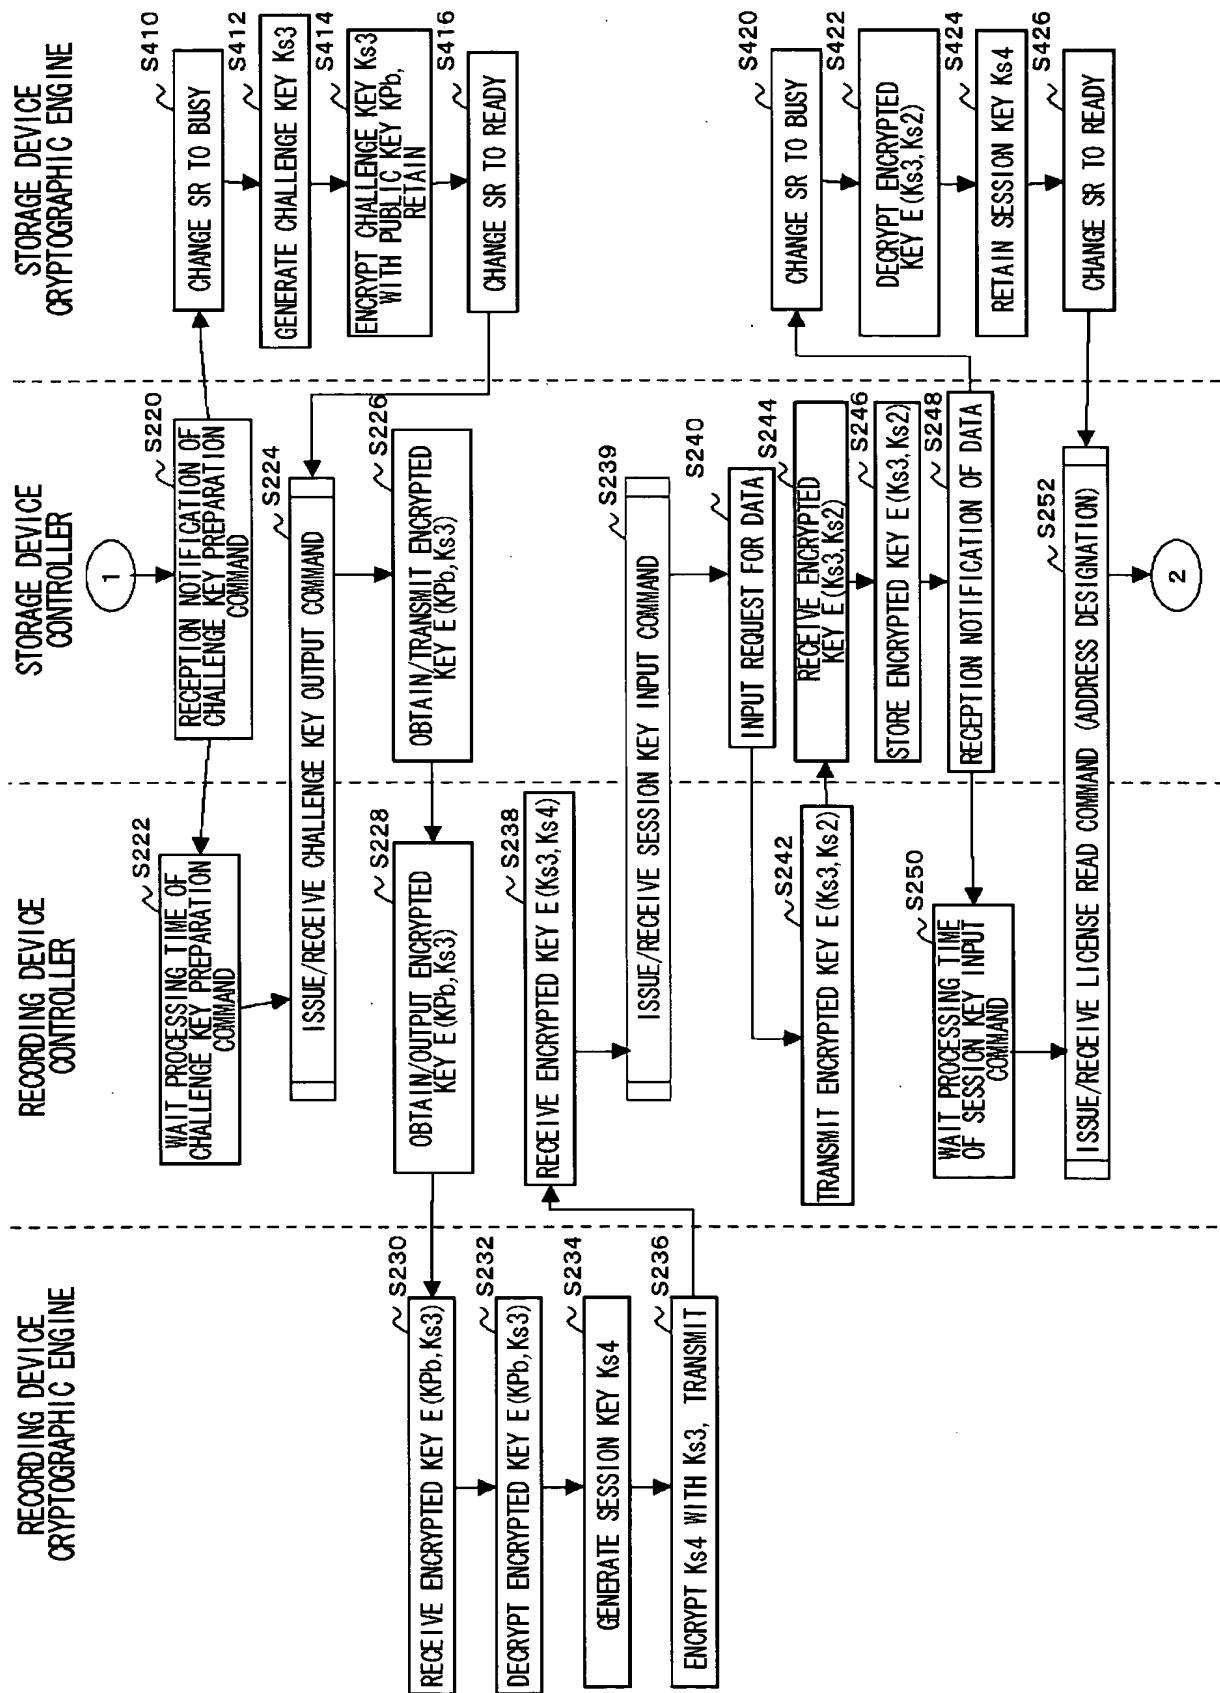 RECORDING DEVICE
CRYPTOGRAPHIC ENGINE
RECORDING DEVICE
CONTROLLER
STORAGE DEVICE
CONTROLLER
STORAGE DEVICE
CRYPTOGRAPHIC ENGINE
1
S220
RECEPTION NOTIFICATION OF
CHALLENGE KEY PREPARATION
COMMAND
S410
CHANGE SR TO BUSY
S412
GENERATE CHALLENGE KEY Ks3
S414
ENCRYPT CHALLENGE KEY Ks3
WITH PUBLIC KEY KPb,
RETAIN
S416
CHANGE SR TO READY
S222
WAIT PROCESSING TIME OF
CHALLENGE KEY PREPARATION
COMMAND
S224
ISSUE/RECEIVE CHALLENGE KEY OUTPUT COMMAND
S226
OBTAIN/TRANSMIT ENCRYPTED
KEY E(KPb,Ks3)
S228
OBTAIN/OUTPUT ENCRYPTED
KEY E(KPb,Ks3)
S230
RECEIVE ENCRYPTED KEY E(KPb,Ks3)
S232
DECRYPT ENCRYPTED KEY E(KPb,Ks3)
S234
GENERATE SESSION KEY Ks4
S236
ENCRYPT Ks4 WITH Ks3, TRANSMIT
S238
RECEIVE ENCRYPTED KEY E(Ks3,Ks4)
S239
ISSUE/RECEIVE SESSION KEY INPUT COMMAND
S240
INPUT REQUEST FOR DATA
S242
TRANSMIT ENCRYPTED KEY E(Ks3,Ks2)
S244
RECEIVE ENCRYPTED
KEY E(Ks3,Ks2)
S246
STORE ENCRYPTED KEY E(Ks3,Ks2)
S248
RECEPTION NOTIFICATION OF DATA
S420
CHANGE SR TO BUSY
S422
DECRYPT ENCRYPTED
KEY E(Ks3,Ks2)
S424
RETAIN SESSION KEY Ks4
S426
CHANGE SR TO READY
S250
WAIT PROCESSING TIME
OF SESSION KEY INPUT
COMMAND
S252
ISSUE/RECEIVE LICENSE READ COMMAND (ADDRESS DESIGNATION)
2